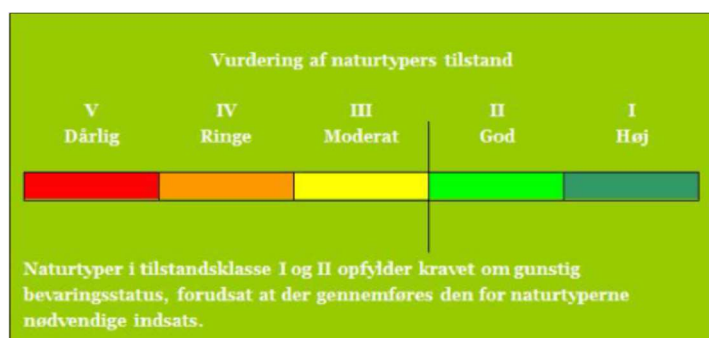 Vurdering af naturtypers tilstand
V IV III II I
Dårlig Ringe Moderat God Høj
Naturtyper i tilstandsklasse I og II opfylder kravet om gunstig
bevaringsstatus, forudsat at der gennemføres den for naturtyperne
nødvendige indsats.